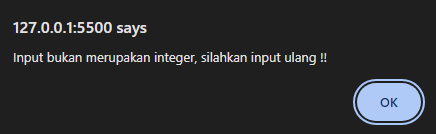 127.0.0.1:5500 says
Input bukan merupakan integer, silahkan input ulang !!
OK